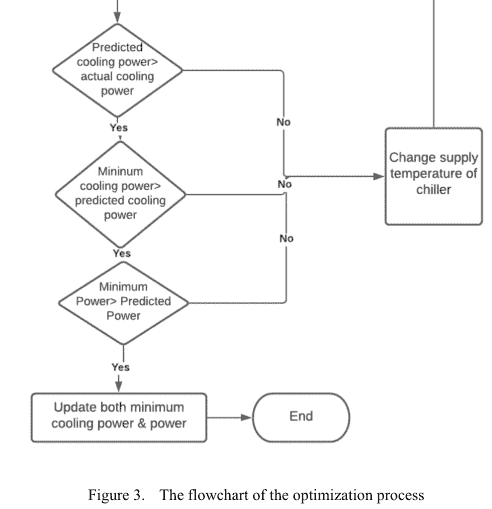 Predicted
cooling power>
actual cooling
power
Yes
No
Mininum
cooling power>
predicted cooling
power
No
Change supply
temperature of
chiller
Yes
No
Minimum
Power> Predicted
Power
Yes
Update both minimum
cooling power & power
End
Figure 3. The flowchart of the optimization process